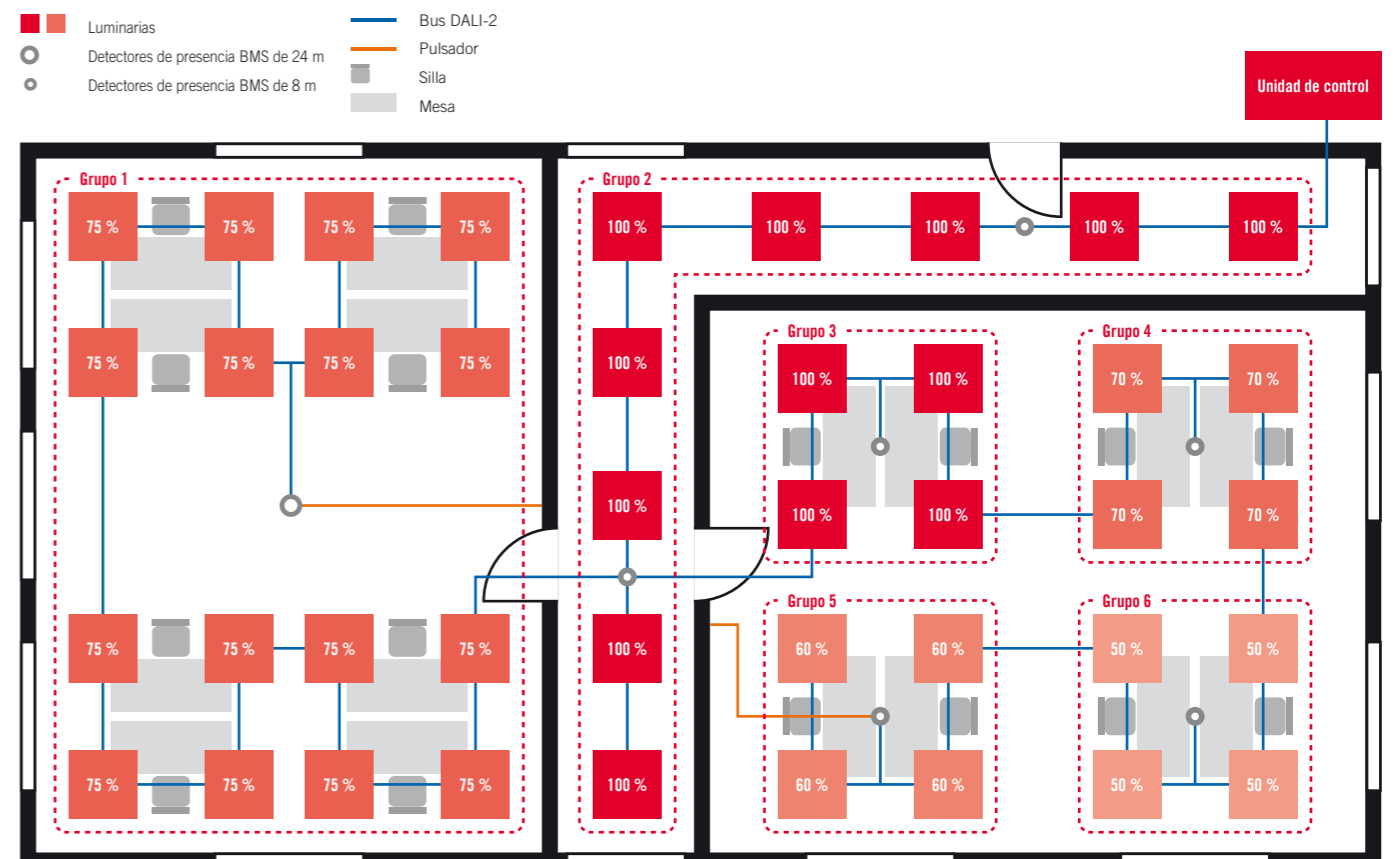 Luminarias
Detectores de presencia BMS de 24 m
Detectores de presencia BMS de 8 m
Bus DALI-2
Pulsador
Silla
Mesa
Unidad de control
Grupo 1
75 % 75 % 75 % 75 %
75 % 75 % 75 % 75 %
75 % 75 % 75 % 75 %
75 % 75 % 75 % 75 %
Grupo 2
100 % 100 % 100 % 100 % 100 %
100 %
100 %
100 %
100 %
Grupo 3
100 % 100 %
100 % 100 %
Grupo 4
70 % 70 %
70 % 70 %
Grupo 5
60 % 60 %
60 % 60 %
Grupo 6
50 % 50 %
50 % 50 %